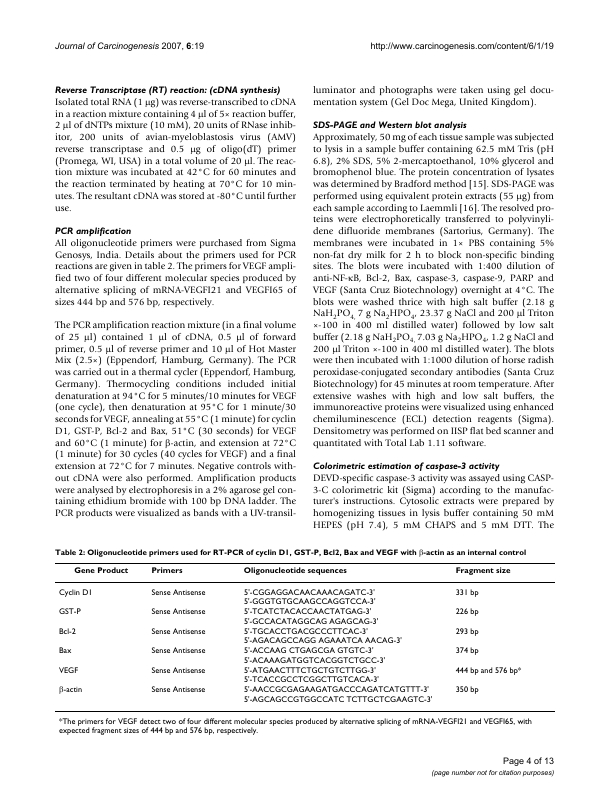 Journal of Carcinogenesis 2007, 6:19
http://www.carcinogenesis.com/content/6/1/19
Reverse Transcriptase (RT) reaction: (cDNA synthesis)
Isolated total RNA (1 μg) was reverse-transcribed to cDNA
in a reaction mixture containing 4 μl of 5× reaction buffer,
2 μl of dNTPs mixture (10 mM), 20 units of RNase inhib-
itor, 200 units of avian-myeloblastosis virus (AMV)
reverse transcriptase and 0.5 μg of oligo(dT) primer
(Promega, WI, USA) in a total volume of 20 μl. The reac-
tion mixture was incubated at 42°C for 60 minutes and
the reaction terminated by heating at 70°C for 10 min-
utes. The resultant cDNA was stored at -80°C until further
use.
PCR amplification
All oligonucleotide primers were purchased from Sigma
Genosys, India. Details about the primers used for PCR
reactions are given in table 2. The primers for VEGF ampli-
fied two of four different molecular species produced by
alternative splicing of mRNA-VEGFI21 and VEGFI65 of
sizes 444 bp and 576 bp, respectively.
The PCR amplification reaction mixture (in a final volume
of 25 μl) contained 1 μl of cDNA, 0.5 μl of forward
primer, 0.5 μl of reverse primer and 10 μl of Hot Master
Mix (2.5×) (Eppendorf, Hamburg, Germany). The PCR
was carried out in a thermal cycler (Eppendorf, Hamburg,
Germany). Thermocycling conditions included initial
denaturation at 94°C for 5 minutes/10 minutes for VEGF
(one cycle), then denaturation at 95°C for 1 minute/30
seconds for VEGF, annealing at 55°C (1 minute) for cyclin
D1, GST-P, Bcl-2 and Bax, 51°C (30 seconds) for VEGF
and 60°C (1 minute) for β-actin, and extension at 72°C
(1 minute) for 30 cycles (40 cycles for VEGF) and a final
extension at 72°C for 7 minutes. Negative controls with-
out cDNA were also performed. Amplification products
were analysed by electrophoresis in a 2% agarose gel con-
taining ethidium bromide with 100 bp DNA ladder. The
PCR products were visualized as bands with a UV-transil-
luminator and photographs were taken using gel docu-
mentation system (Gel Doc Mega, United Kingdom).
SDS-PAGE and Western blot analysis
Approximately, 50 mg of each tissue sample was subjected
to lysis in a sample buffer containing 62.5 mM Tris (pH
6.8), 2% SDS, 5% 2-mercaptoethanol, 10% glycerol and
bromophenol blue. The protein concentration of lysates
was determined by Bradford method [15]. SDS-PAGE was
performed using equivalent protein extracts (55 μg) from
each sample according to Laemmli [16]. The resolved pro-
teins were electrophoretically transferred to polyvinyli-
dene difluoride membranes (Sartorius, Germany). The
membranes were incubated in 1× PBS containing 5%
non-fat dry milk for 2 h to block non-specific binding
sites. The blots were incubated with 1:400 dilution of
anti-NF-κB, Bcl-2, Bax, caspase-3, caspase-9, PARP and
VEGF (Santa Cruz Biotechnology) overnight at 4°C. The
blots were washed thrice with high salt buffer (2.18 g
NaH2PO4, 7 g Na2HPO4, 23.37 g NaCl and 200 μl Triton
×-100 in 400 ml distilled water) followed by low salt
buffer (2.18 g NaH2PO4, 7.03 g Na2HPO4, 1.2 g NaCl and
200 μl Triton ×-100 in 400 ml distilled water). The blots
were then incubated with 1:1000 dilution of horse radish
peroxidase-conjugated secondary antibodies (Santa Cruz
Biotechnology) for 45 minutes at room temperature. After
extensive washes with high and low salt buffers, the
immunoreactive proteins were visualized using enhanced
chemiluminescence (ECL) detection reagents (Sigma).
Densitometry was performed on IISP flat bed scanner and
quantitated with Total Lab 1.11 software.
Colorimetric estimation of caspase-3 activity
DEVD-specific caspase-3 activity was assayed using CASP-
3-C colorimetric kit (Sigma) according to the manufac-
turer's instructions. Cytosolic extracts were prepared by
homogenizing tissues in lysis buffer containing 50 mM
HEPES (pH 7.4), 5 mM CHAPS and 5 mM DTT. The
Table 2: Oligonucleotide primers used for RT-PCR of cyclin D1, GST-P, Bcl2, Bax and VEGF with β-actin as an internal control
Gene Product Primers Oligonucleotide sequences Fragment size
Cyclin D1 Sense Antisense 5'-CGGAGGACAACAAACAGATC-3' 331 bp
5'-GGGTGTGCAAGCCAGGTCCA-3'
GST-P Sense Antisense 5'-TCATCTACACCAACTATGAG-3' 226 bp
5'-GCCACATAGGCAG AGAGCAG-3'
Bcl-2 Sense Antisense 5'-TGCACCTGACGCCCTTCAC-3' 293 bp
5'-AGACAGCCAGG AGAAATCA AACAG-3'
Bax Sense Antisense 5'-ACCAAG CTGAGCGA GTGTC-3' 374 bp
5'-ACAAAGATGGTCACGGTCTGCC-3'
VEGF Sense Antisense 5'-ATGAACTTTCTGCTGTCTTGG-3' 444 bp and 576 bp*
5'-TCACCGCCTCGGCTTGTCACA-3'
β-actin Sense Antisense 5'-AACCGCGAGAAGATGACCCAGATCATGTTT-3' 350 bp
5'-AGCAGCCGTGGCCATC TCTTGCTCGAAGTC-3'
*The primers for VEGF detect two of four different molecular species produced by alternative splicing of mRNA-VEGFI21 and VEGFI65, with
expected fragment sizes of 444 bp and 576 bp, respectively.
Page 4 of 13
(page number not for citation purposes)